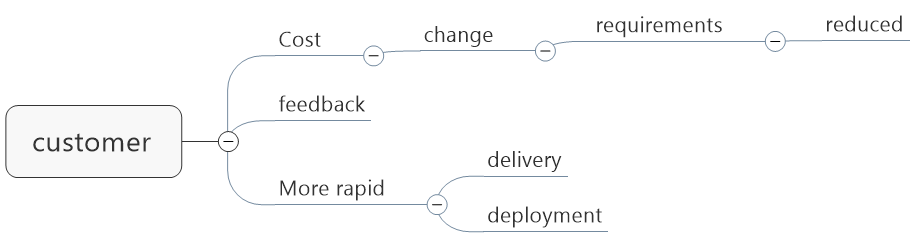 customer
Cost
change
requirements
reduced
feedback
More rapid
delivery
deployment